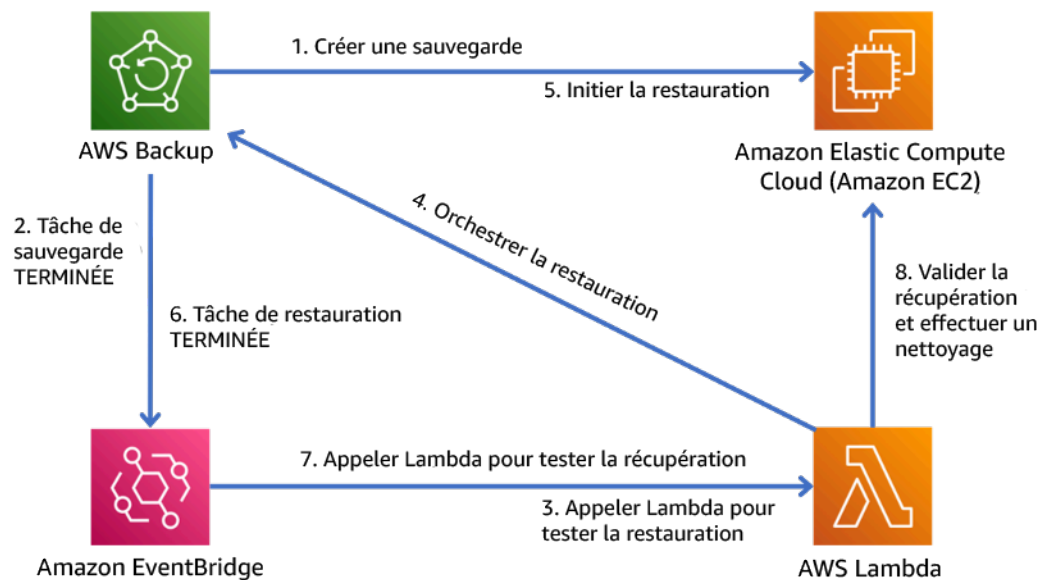 1. Créer une sauvegarde
5. Initier la restauration
AWS Backup
Amazon Elastic Compute
Cloud (Amazon EC2)
2. Tâche de
sauvegarde
TERMINÉE
4. Orchestrer la restauration
8. Valider la
récupération
et effectuer un
nettoyage
6. Tâche de restauration
TERMINÉE
7. Appeler Lambda pour tester la récupération
3. Appeler Lambda pour
tester la restauration
Amazon EventBridge
AWS Lambda